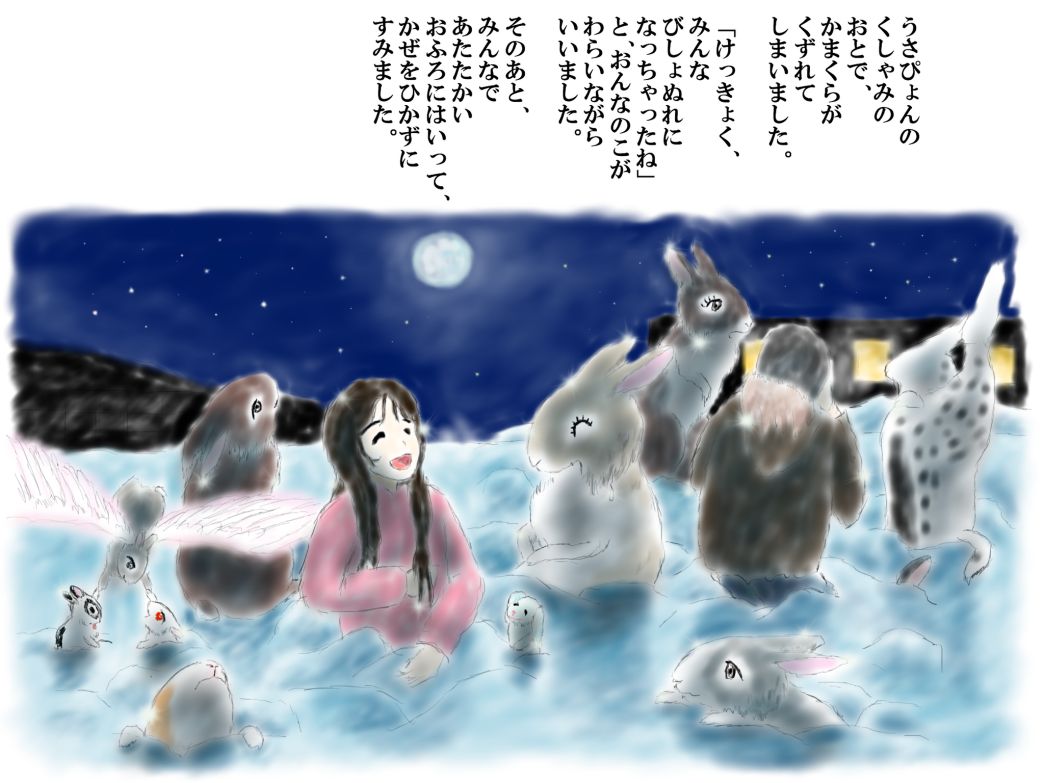 うさぴょんの
くしゃみの
おとで、
かまくらが
くずれて
しまいました。
「けっきょく、
みんな
びしょぬれに
なっちゃったね」
と、おんなのこが
わらいながら
いいました。
そのあと、
みんなで
あたたかい
おふろにはいって、
かぜをひかずに
すみました。